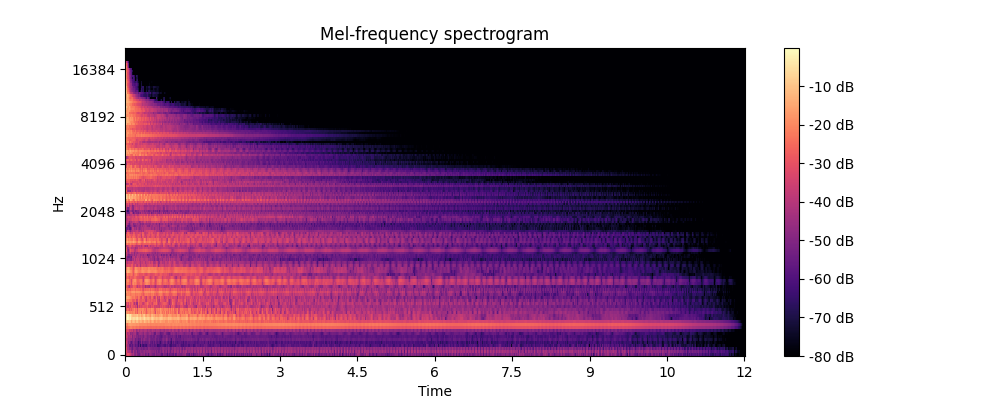 Mel-frequency spectrogram
16384
8192
4096
2048
1024
512
0
Hz
0 1.5 3 4.5 6 7.5 9 10 12
Time
-10 dB
-20 dB
-30 dB
-40 dB
-50 dB
-60 dB
-70 dB
-80 dB